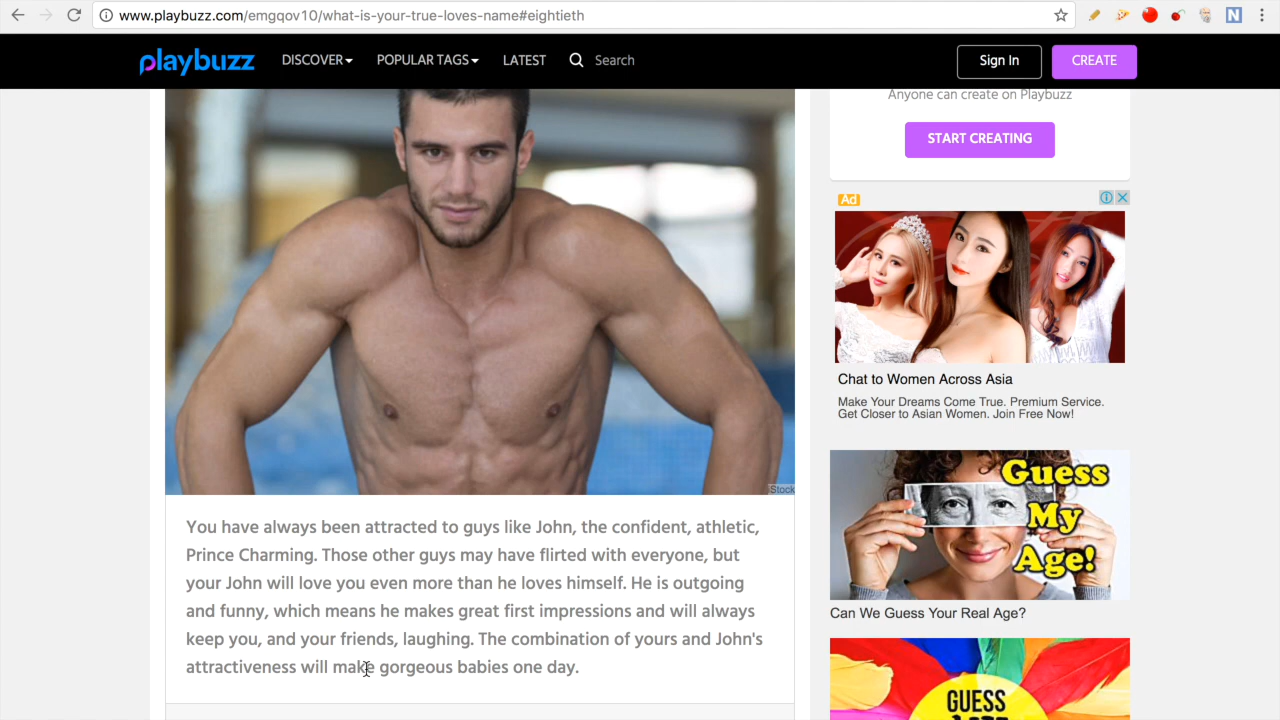 www.playbuzz.com/emgqov10/what-is-your-true-loves-name#eightieth
N
playbuzz
DISCOVER
POPULAR TAGS
LATEST
Search
Sign In
CREATE
Anyone can create on Playbuzz
START CREATING
Stock
You have always been attracted to guys like John, the confident, athletic,
Prince Charming. Those other guys may have flirted with everyone, but
your John will love you even more than he loves himself. He is outgoing
and funny, which means he makes great first impressions and will always
keep you, and your friends, laughing. The combination of yours and John's
attractiveness will make gorgeous babies one day.
Ad
Chat to Women Across Asia
Make Your Dreams Come True. Premium Service.
Get Closer to Asian Women. Join Free Now!
Guess
My
Age!
Can We Guess Your Real Age?
GUESS